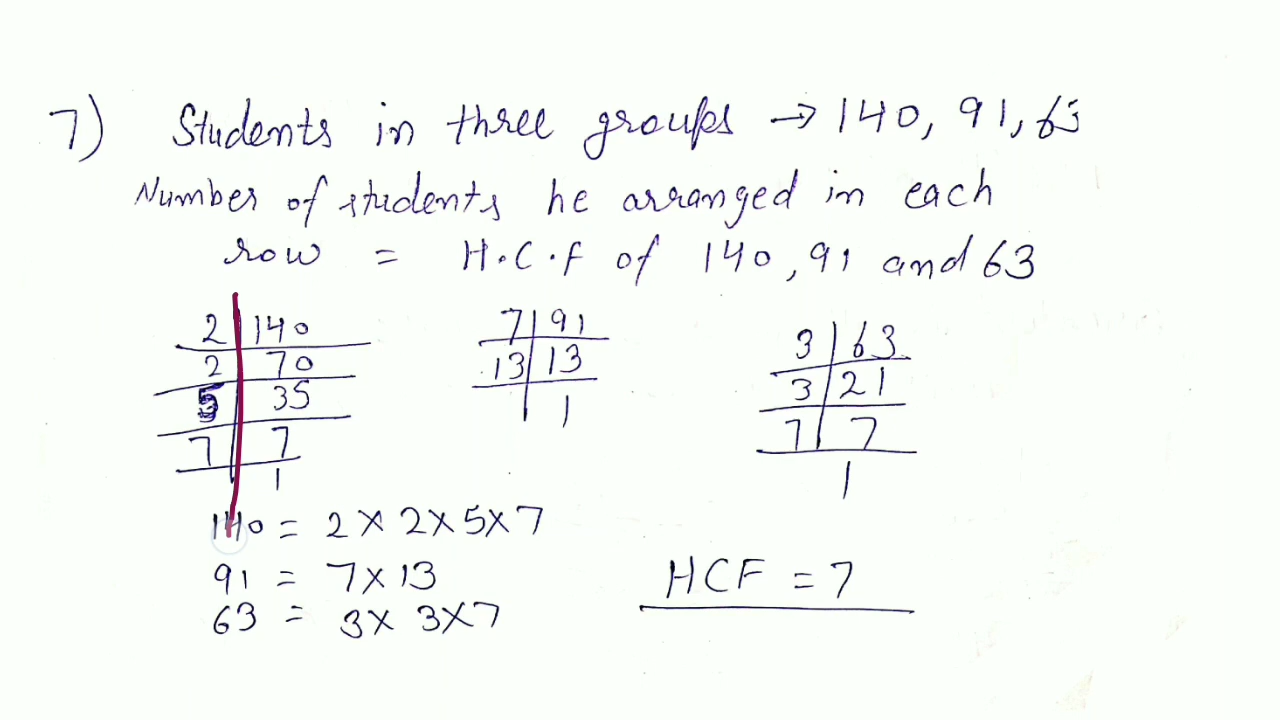 7) Students in three groups → 140, 91, 63
Number of students he arranged in each
row = H.C.F of 140, 91 and 63
2 | 140
2 | 70
5 | 35
7 | 7
1
7 | 91
13 | 13
1
3 | 63
3 | 21
7 | 7
1
140 = 2 × 2 × 5 × 7
91 = 7 × 13
63 = 3 × 3 × 7
HCF = 7